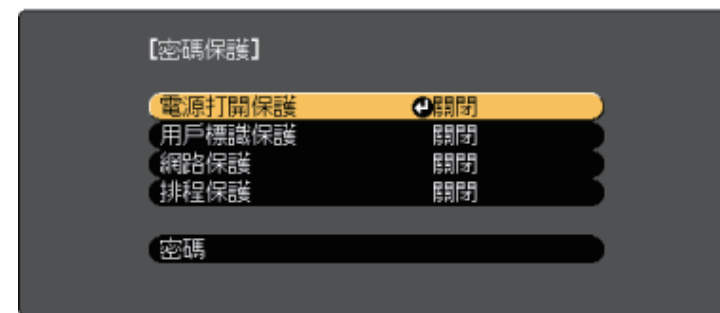 【密碼保護】
電源打開保護 關閉
用戶標識保護 關閉
網路保護 關閉
排程保護 關閉
密碼